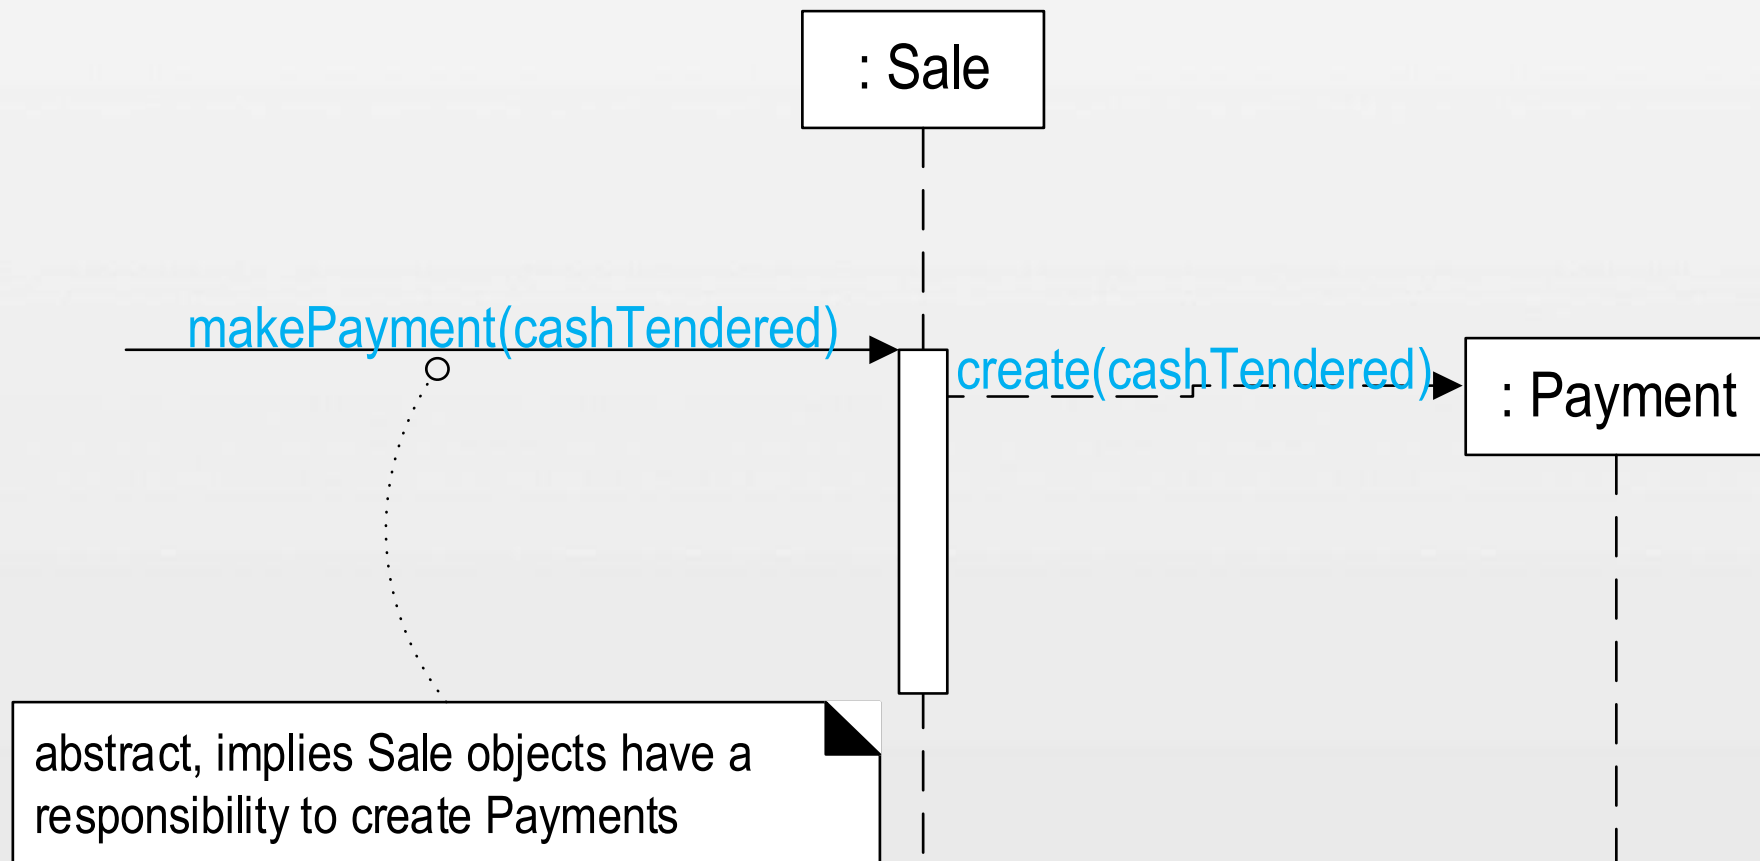 : Sale
makePayment(cashTendered)
create(cashTendered)
: Payment
abstract, implies Sale objects have a
responsibility to create Payments